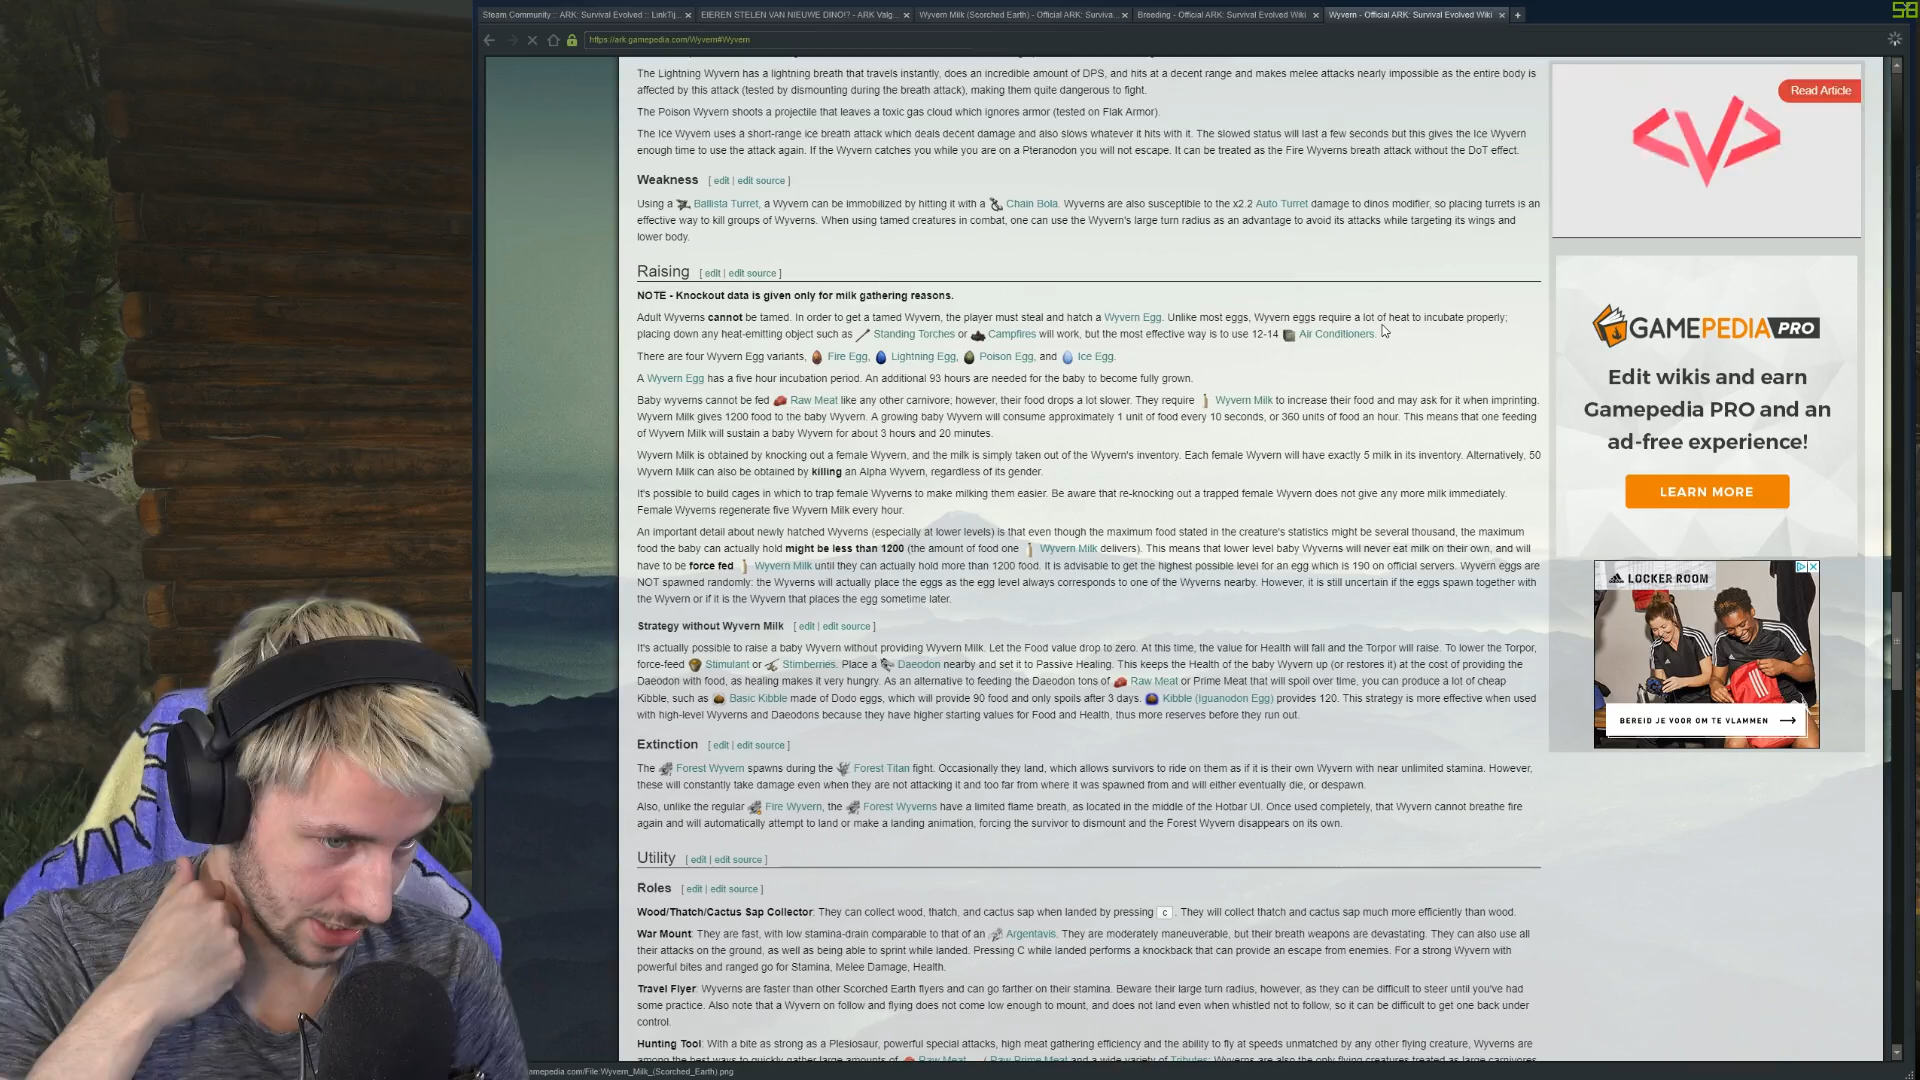 58
Steam Community :: ARK: Survival Evolved :: LinkTij... ×
EIEREN STELEN VAN NIEUWE DINO!? - ARK Valg... ×
Wyvern Milk (Scorched Earth) - Official ARK: Surviva... ×
Breeding - Official ARK: Survival Evolved Wiki ×
Wyvern - Official ARK: Survival Evolved Wiki ×
https://ark.gamepedia.com/Wyvern#Wyvern
The Lightning Wyvern has a lightning breath that travels instantly, does an incredible amount of DPS, and hits at a decent range and makes melee attacks nearly impossible as the entire body is
affected by this attack (tested by dismounting during the breath attack), making them quite dangerous to fight.
The Poison Wyvern shoots a projectile that leaves a toxic gas cloud which ignores armor (tested on Flak Armor).
The Ice Wyvern uses a short-range ice breath attack which deals decent damage and also slows whatever it hits with it. The slowed status will last a few seconds but this gives the Ice Wyvern
enough time to use the attack again. If the Wyvern catches you while you are on a Pteranodon you will not escape. It can be treated as the Fire Wyverns breath attack without the DoT effect.
Weakness [ edit | edit source ]
Using a Ballista Turret, a Wyvern can be immobilized by hitting it with a Chain Bola. Wyverns are also susceptible to the x2.2 Auto Turret damage to dinos modifier, so placing turrets is an
effective way to kill groups of Wyverns. When using tamed creatures in combat, one can use the Wyvern's large turn radius as an advantage to avoid its attacks while targeting its wings and
lower body.
Raising [ edit | edit source ]
NOTE - Knockout data is given only for milk gathering reasons.
Adult Wyverns cannot be tamed. In order to get a tamed Wyvern, the player must steal and hatch a Wyvern Egg. Unlike most eggs, Wyvern eggs require a lot of heat to incubate properly;
placing down any heat-emitting object such as Standing Torches or Campfires will work, but the most effective way is to use 12-14 Air Conditioners.
There are four Wyvern Egg variants, Fire Egg, Lightning Egg, Poison Egg, and Ice Egg.
A Wyvern Egg has a five hour incubation period. An additional 93 hours are needed for the baby to become fully grown.
Baby wyverns cannot be fed Raw Meat like any other carnivore; however, their food drops a lot slower. They require Wyvern Milk to increase their food and may ask for it when imprinting.
Wyvern Milk gives 1200 food to the baby Wyvern. A growing baby Wyvern will consume approximately 1 unit of food every 10 seconds, or 360 units of food an hour. This means that one feeding
of Wyvern Milk will sustain a baby Wyvern for about 3 hours and 20 minutes.
Wyvern Milk is obtained by knocking out a female Wyvern, and the milk is simply taken out of the Wyvern's inventory. Each female Wyvern will have exactly 5 milk in its inventory. Alternatively, 50
Wyvern Milk can also be obtained by killing an Alpha Wyvern, regardless of its gender.
It's possible to build cages in which to trap female Wyverns to make milking them easier. Be aware that re-knocking out a trapped female Wyvern does not give any more milk immediately.
Female Wyverns regenerate five Wyvern Milk every hour.
An important detail about newly hatched Wyverns (especially at lower levels) is that even though the maximum food stated in the creature's statistics might be several thousand, the maximum
food the baby can actually hold might be less than 1200 (the amount of food one Wyvern Milk delivers). This means that lower level baby Wyverns will never eat milk on their own, and will
have to be force fed Wyvern Milk until they can actually hold more than 1200 food. It is advisable to get the highest possible level for an egg which is 190 on official servers. Wyvern eggs are
NOT spawned randomly: the Wyverns will actually place the eggs as the egg level always corresponds to one of the Wyverns nearby. However, it is still uncertain if the eggs spawn together with
the Wyvern or if it is the Wyvern that places the egg sometime later.
Strategy without Wyvern Milk [ edit | edit source ]
It's actually possible to raise a baby Wyvern without providing Wyvern Milk. Let the Food value drop to zero. At this time, the value for Health will fall and the Torpor will raise. To lower the Torpor,
force-feed Stimulant or Stimberries. Place a Daeodon nearby and set it to Passive Healing. This keeps the Health of the baby Wyvern up (or restores it) at the cost of providing the
Daeodon with food, as healing makes it very hungry. As an alternative to feeding the Daeodon tons of Raw Meat or Prime Meat that will spoil over time, you can produce a lot of cheap
Kibble, such as Basic Kibble made of Dodo eggs, which will provide 90 food and only spoils after 3 days. Kibble (Iguanodon Egg) provides 120. This strategy is more effective when used
with high-level Wyverns and Daeodons because they have higher starting values for Food and Health, thus more reserves before they run out.
Extinction [ edit | edit source ]
The Forest Wyvern spawns during the Forest Titan fight. Occasionally they land, which allows survivors to ride on them as if it is their own Wyvern with near unlimited stamina. However,
these will constantly take damage even when they are not attacking it and too far from where it was spawned from and will either eventually die, or despawn.
Also, unlike the regular Fire Wyvern, the Forest Wyverns have a limited flame breath, as located in the middle of the Hotbar UI. Once used completely, that Wyvern cannot breathe fire
again and will automatically attempt to land or make a landing animation, forcing the survivor to dismount and the Forest Wyvern disappears on its own.
Utility [ edit | edit source ]
Roles [ edit | edit source ]
Wood/Thatch/Cactus Sap Collector: They can collect wood, thatch, and cactus sap when landed by pressing c . They will collect thatch and cactus sap much more efficiently than wood.
War Mount: They are fast, with low stamina-drain comparable to that of an Argentavis. They are moderately maneuverable, but their breath weapons are devastating. They can also use all
their attacks on the ground, as well as being able to sprint while landed. Pressing C while landed performs a knockback that can provide an escape from enemies. For a strong Wyvern with
powerful bites and ranged go for Stamina, Melee Damage, Health.
Travel Flyer: Wyverns are faster than other Scorched Earth flyers and can go farther on their stamina. Beware their large turn radius, however, as they can be difficult to steer until you've had
some practice. Also note that a Wyvern on follow and flying does not come low enough to mount, and does not land even when whistled not to follow, so it can be difficult to get one back under
control.
Hunting Tool: With a bite as strong as a Plesiosaur, powerful special attacks, high meat gathering efficiency and the ability to fly at speeds unmatched by any other flying creature, Wyverns are
among the best ways to quickly gather large amounts of Raw Meat / Raw Prime Meat and a wide variety of Tributes; Wyverns are also the only flying creatures treated as large carnivores
amepedia.com/File:Wyvern_Milk_(Scorched_Earth).png
Read Article
</>
GAMEPEDIA PRO
Edit wikis and earn
Gamepedia PRO and an
ad-free experience!
LEARN MORE
LOCKER ROOM
BEREID JE VOOR OM TE VLAMMEN